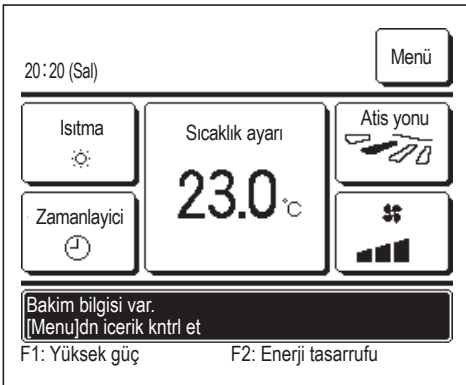 20:20 (Sal)
Menü
Isıtma
Sıcaklık ayarı
Atis yonu
23.0 °C
Zamanlayici
Bakim bilgisi var.
[Menu]dn icerik kntrl et
F1: Yüksek güç
F2: Enerji tasarrufu